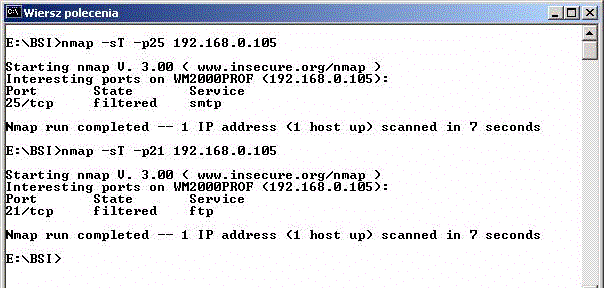 Wiersz polecenia
E:\BSI>nmap -sT -p25 192.168.0.105
Starting nmap V. 3.00 ( www.insecure.org/nmap )
Interesting ports on WM2000PROF (192.168.0.105):
Port       State       Service
25/tcp     filtered    smtp
Nmap run completed -- 1 IP address (1 host up) scanned in 7 seconds
E:\BSI>nmap -sT -p21 192.168.0.105
Starting nmap V. 3.00 ( www.insecure.org/nmap )
Interesting ports on WM2000PROF (192.168.0.105):
Port       State       Service
21/tcp     filtered    ftp
Nmap run completed -- 1 IP address (1 host up) scanned in 7 seconds
E:\BSI>